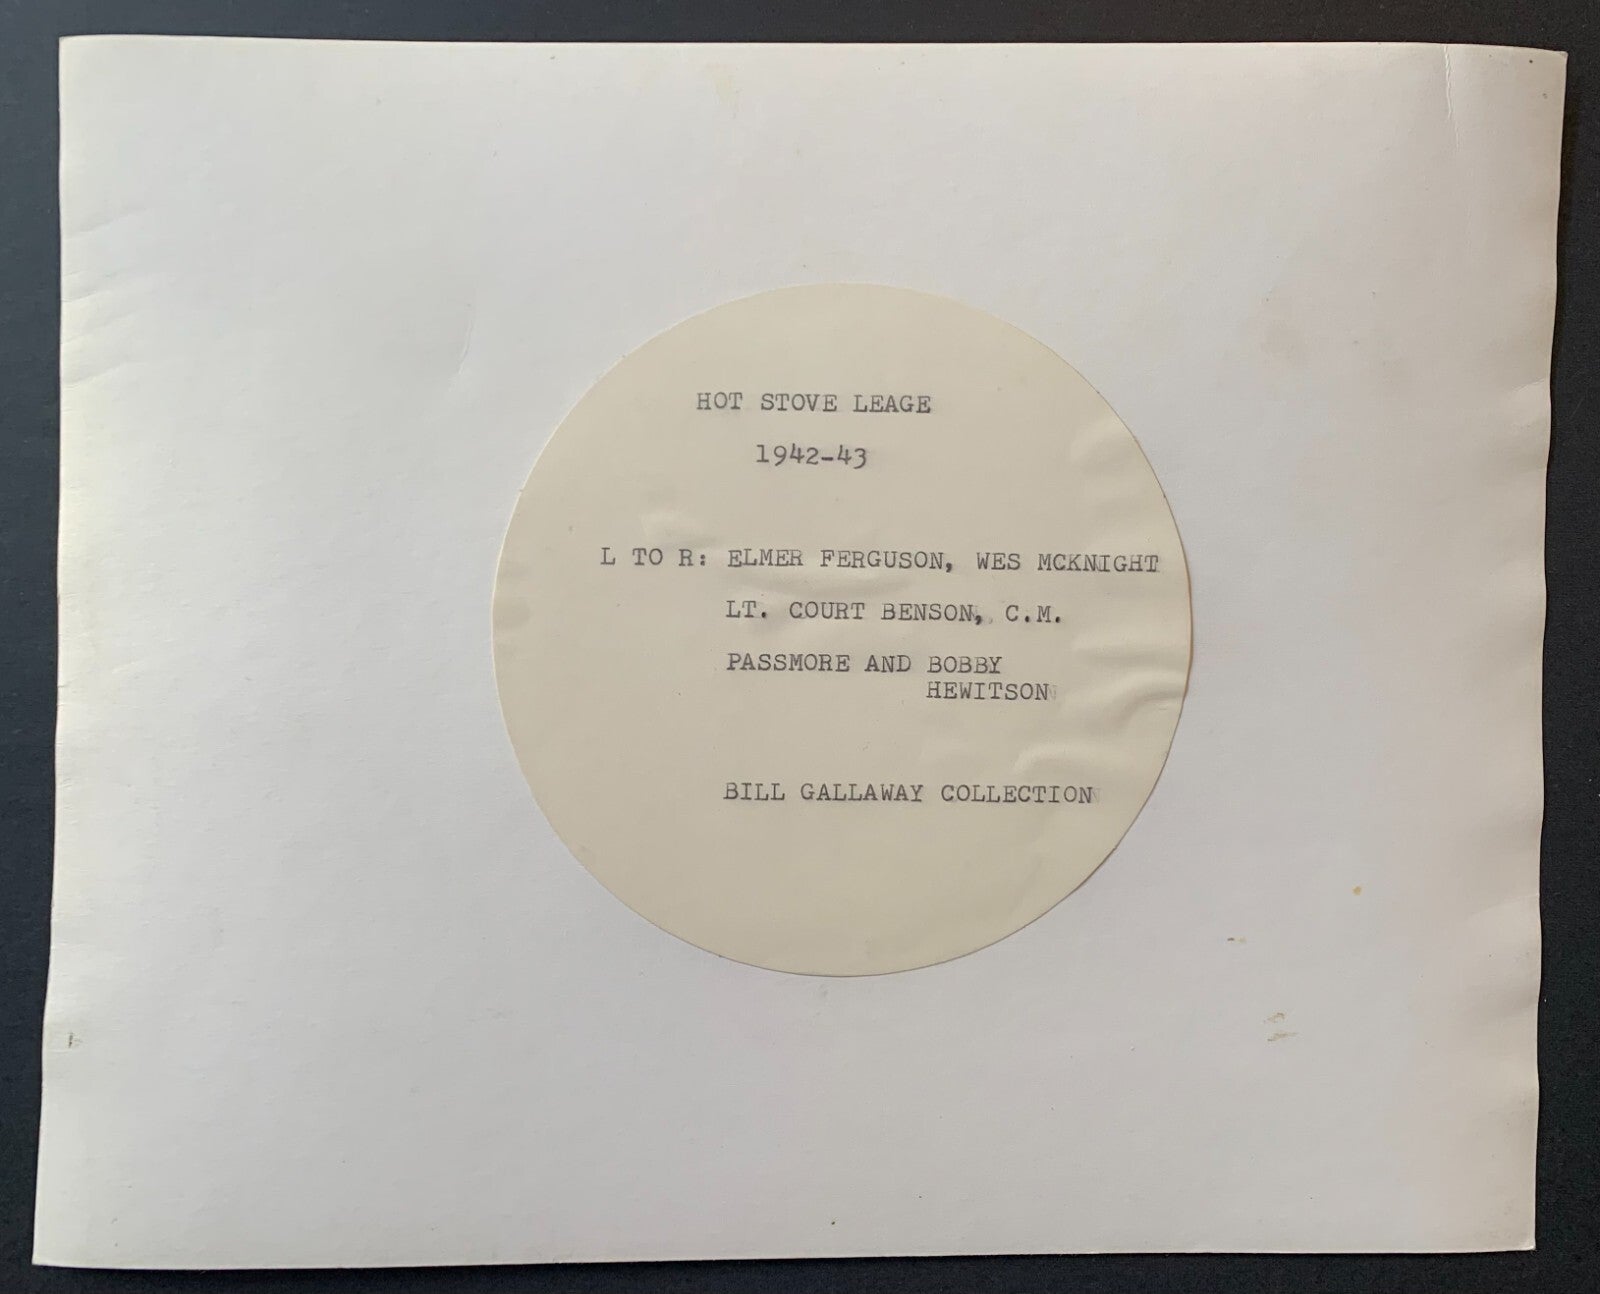 HOT STOVE LEAGE
1942-43
L TO R: ELMER FERGUSON, WES MCKNIGHT
LT. COURT BENSON, C.M.
PASSMORE AND BOBBY
HEWITSON
BILL GALLAWAY COLLECTION